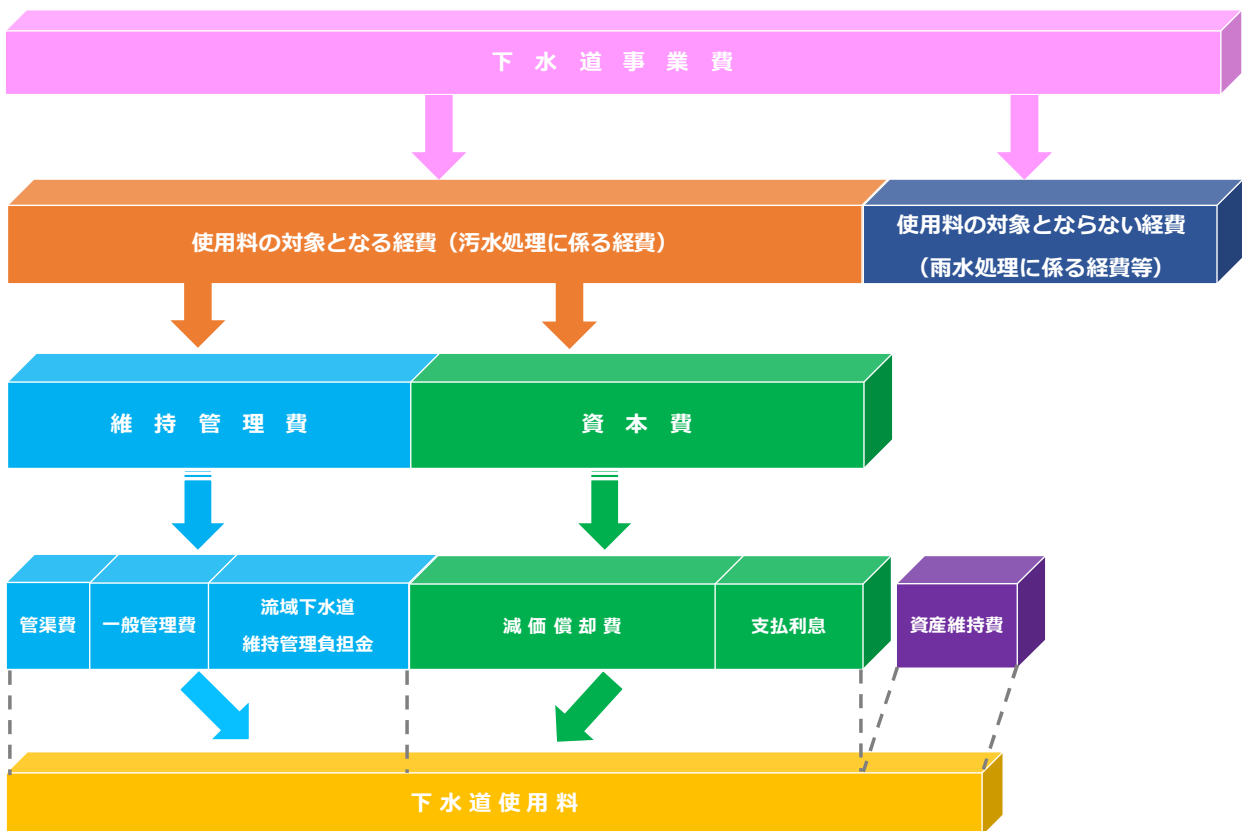 下水道事業費
使用料の対象となる経費（汚水処理に係る経費）
使用料の対象とならない経費
（雨水処理に係る経費等）
維持管理費
資本費
管渠費
一般管理費
流域下水道
維持管理負担金
減価償却費
支払利息
資産維持費
下水道使用料